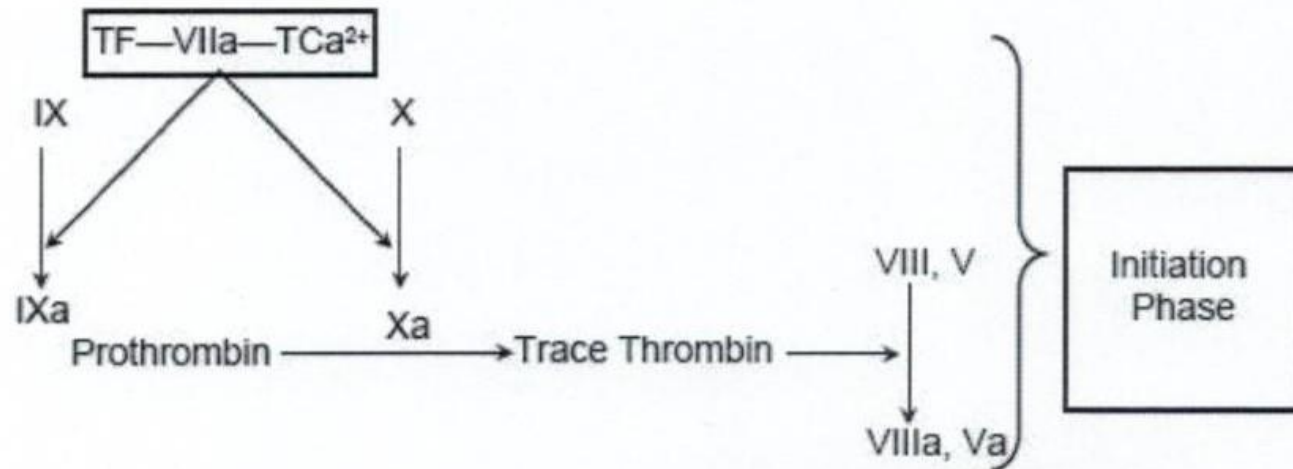 TF—VIIa—TCa²⁺
IX
X
IXa
Xa
Prothrombin
Trace Thrombin
VIII, V
VIIIa, Va
Initiation
Phase